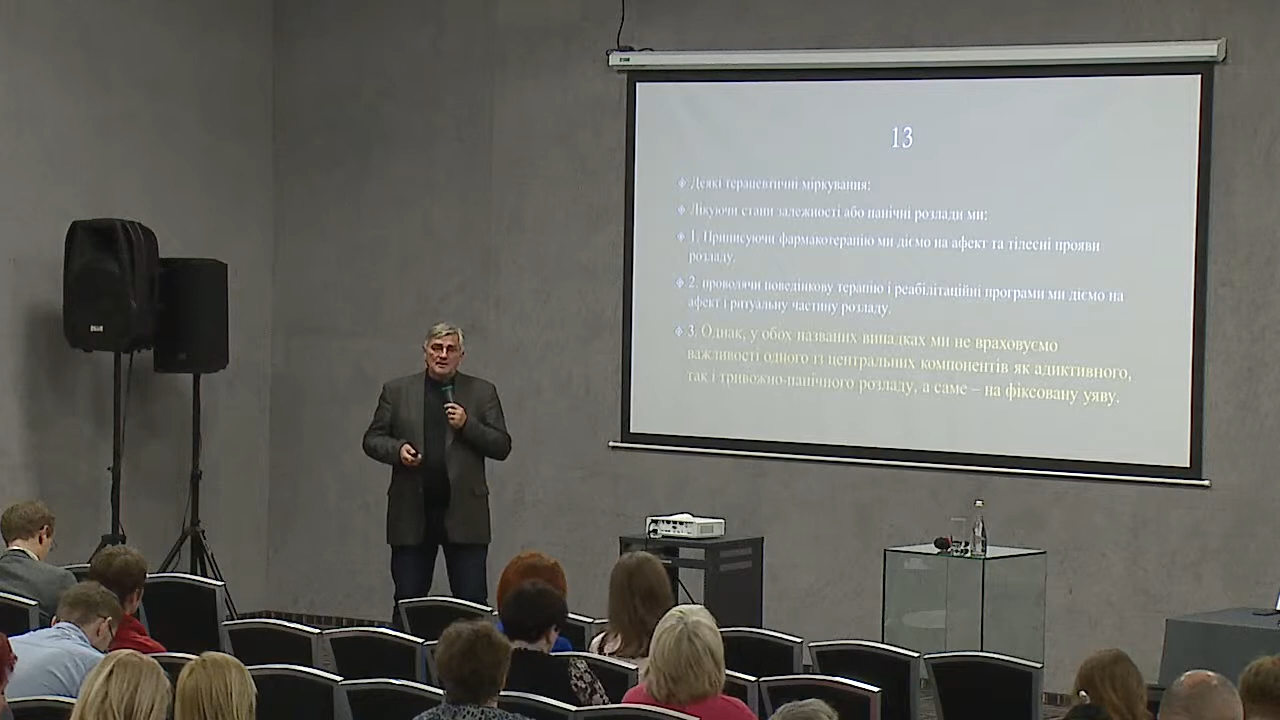 13
Деякі терапевтичні міркування:
Лікуючи стани залежності або панічні розлади ми:
1. Приписуючи фармакотерапію ми діємо на афект та тілесні прояви
розладу.
2. проводячи поведінкову терапію і реабілітаційні програми ми діємо на
афект і ритуальну частину розладу.
3. Однак, у обох названих випадках ми не враховуємо
важливості одного із центральних компонентів як адиктивного,
так і тривожно-панічного розладу, а саме – на фіксовану уяву.